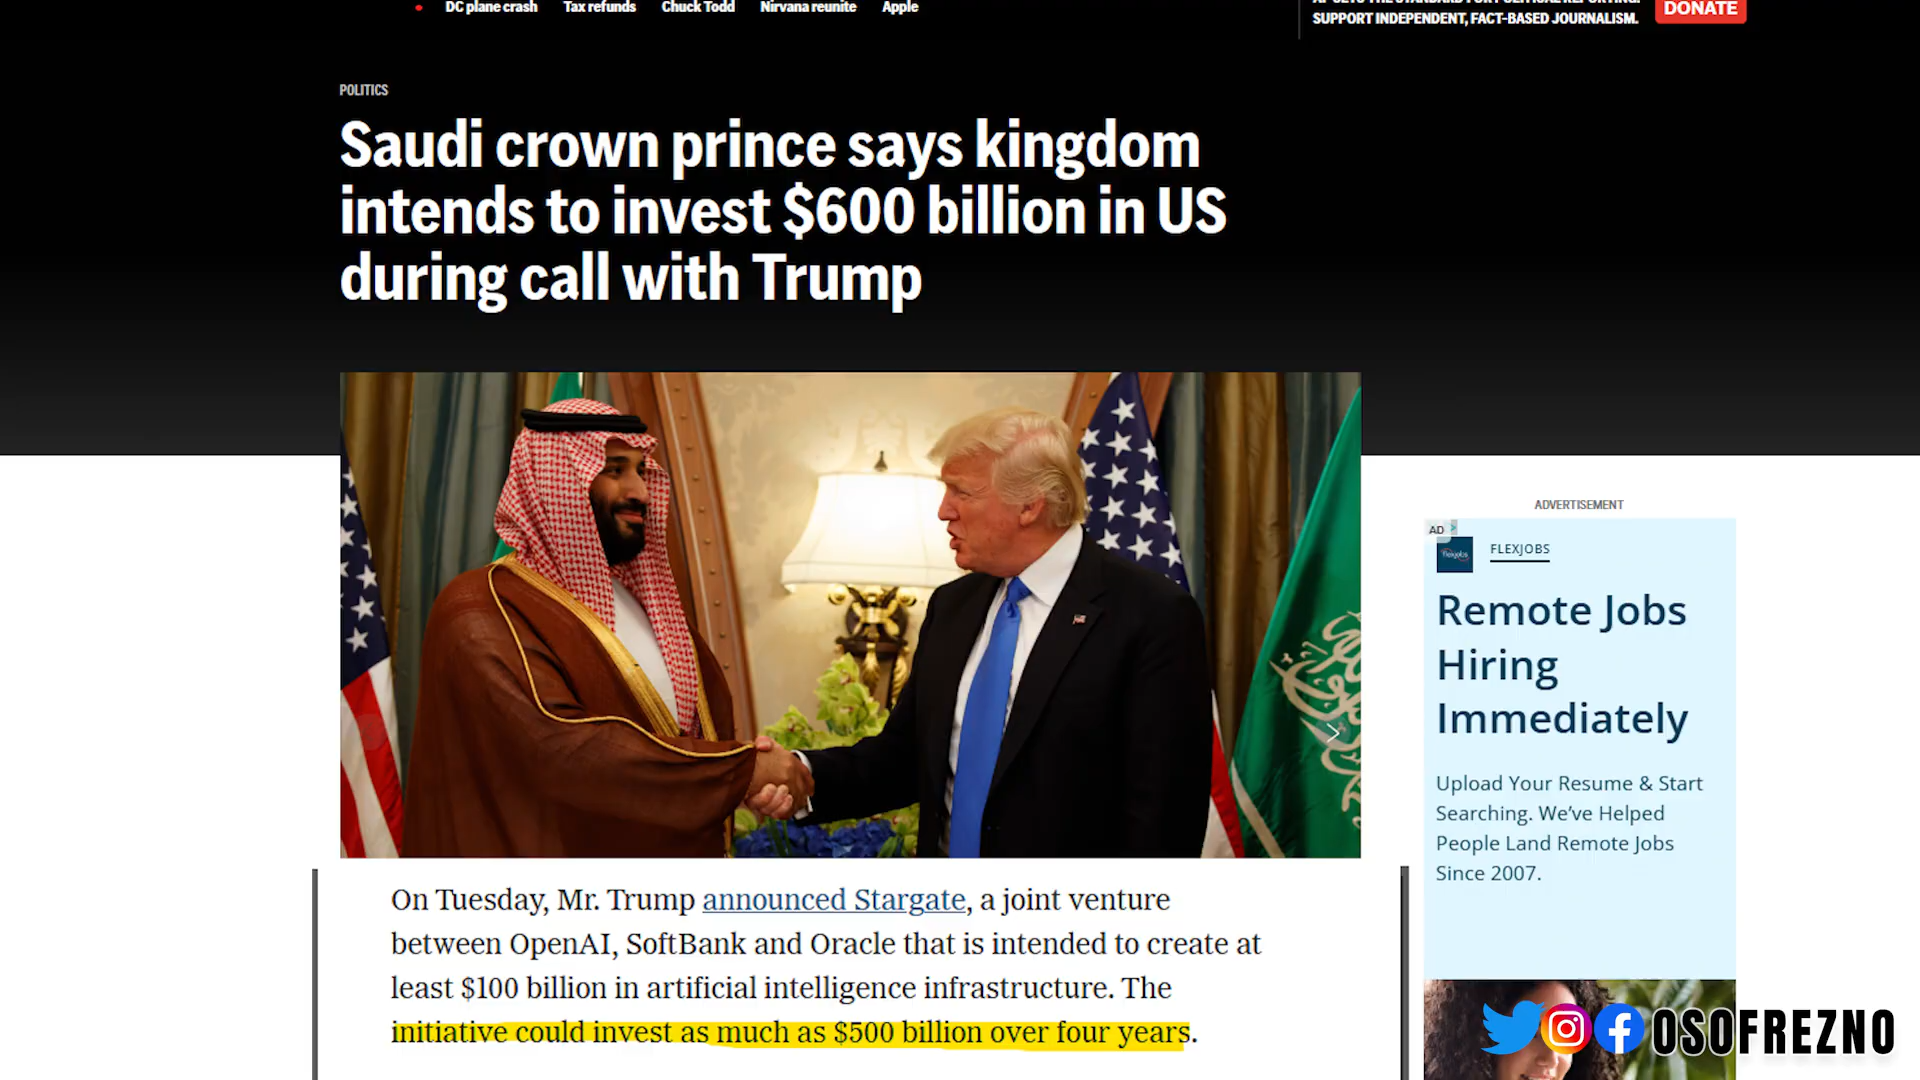 DC plane crash Tax refunds Chuck Todd Nirvana reunite Apple
SUPPORT INDEPENDENT, FACT-BASED JOURNALISM.
DONATE
POLITICS
Saudi crown prince says kingdom
intends to invest $600 billion in US
during call with Trump
ADVERTISEMENT
AD
flexjobs
FLEXJOBS
Remote Jobs
Hiring
Immediately
Upload Your Resume & Start
Searching. We've Helped
People Land Remote Jobs
Since 2007.
On Tuesday, Mr. Trump announced Stargate, a joint venture
between OpenAI, SoftBank and Oracle that is intended to create at
least $100 billion in artificial intelligence infrastructure. The
initiative could invest as much as $500 billion over four years.
OSOFREZNO